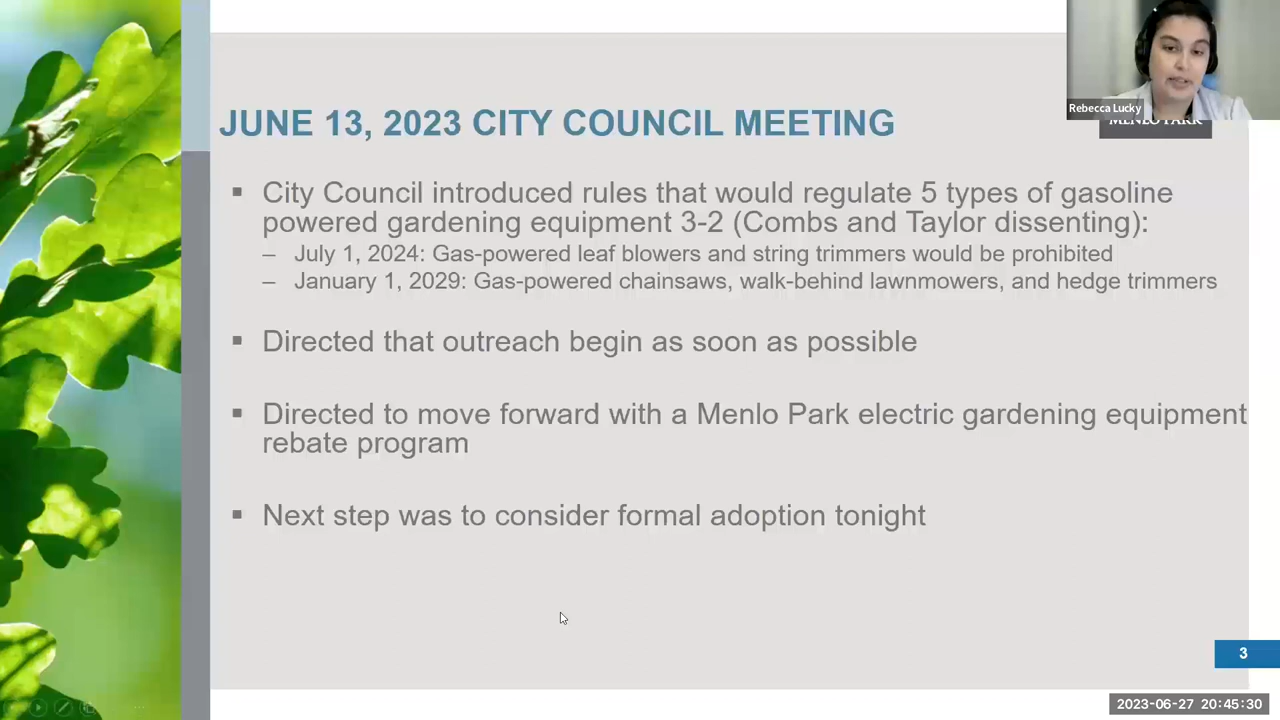 Rebecca Lucky
MENLO PARK
JUNE 13, 2023 CITY COUNCIL MEETING
▪ City Council introduced rules that would regulate 5 types of gasoline
powered gardening equipment 3-2 (Combs and Taylor dissenting):
– July 1, 2024: Gas-powered leaf blowers and string trimmers would be prohibited
– January 1, 2029: Gas-powered chainsaws, walk-behind lawnmowers, and hedge trimmers
▪ Directed that outreach begin as soon as possible
▪ Directed to move forward with a Menlo Park electric gardening equipment
rebate program
▪ Next step was to consider formal adoption tonight
3
2023-06-27 20:45:30